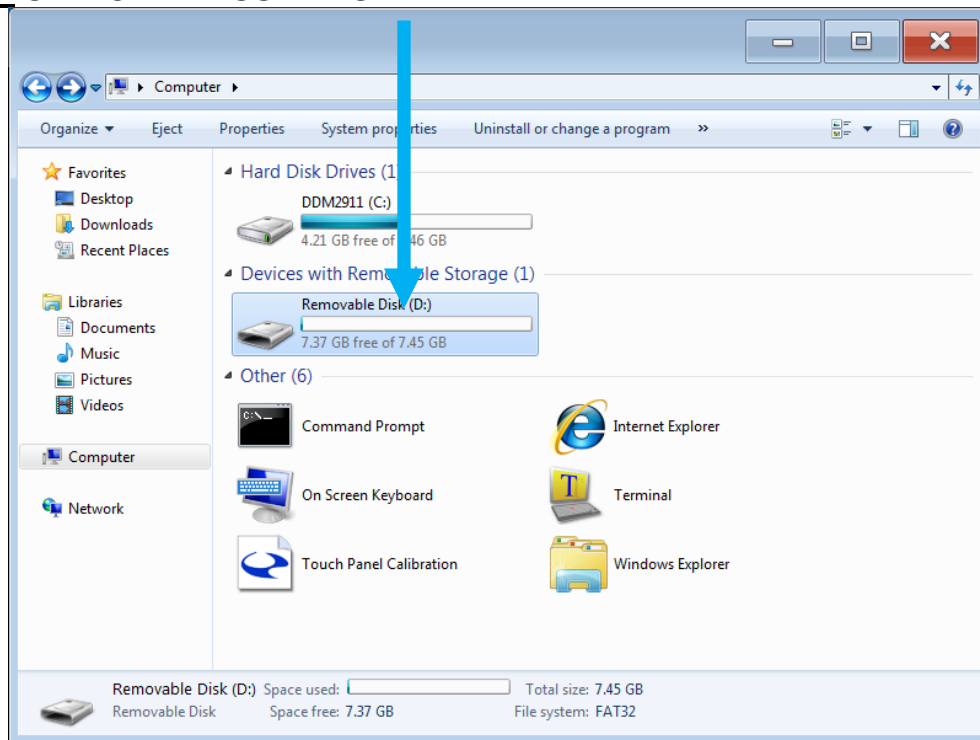 Computer
Organize Eject Properties System properties Uninstall or change a program »
Favorites
Desktop
Downloads
Recent Places
Libraries
Documents
Music
Pictures
Videos
Computer
Network
Hard Disk Drives (1)
DDM2911 (C:)
4.21 GB free of 46 GB
Devices with Removable Storage (1)
Removable Disk (D:)
7.37 GB free of 7.45 GB
Other (6)
C:\_
Command Prompt
Internet Explorer
On Screen Keyboard
T
Terminal
Touch Panel Calibration
Windows Explorer
Removable Disk (D:) Space used: Total size: 7.45 GB
Removable Disk Space free: 7.37 GB File system: FAT32